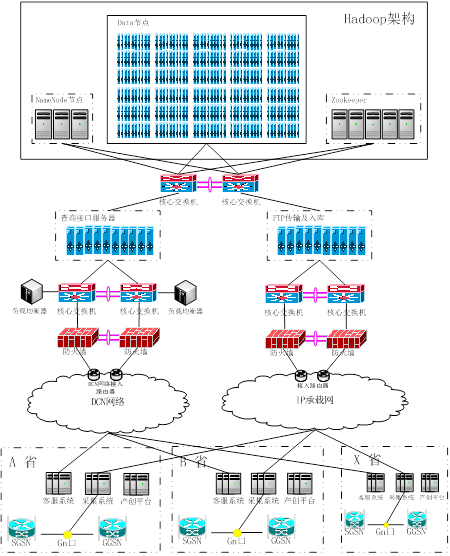 Hadoop架构
Data节点
NameNode节点
Zookeeper
核心交换机 核心交换机
查询接口服务器
FTP传输及入库
负载均衡器 核心交换机 核心交换机 负载均衡器
核心交换机 核心交换机
防火墙 防火墙
防火墙 防火墙
DCN网络接入
路由器
接入路由器
DCN网络
IP承载网
A 省
B 省
X 省
客服系统 采集系统 产创平台
客服系统 采集系统 产创平台
客服系统 采集系统 产创平台
SGSN Gn口 GGSN
SGSN Gn口 GGSN
SGSN Gn口 GGSN